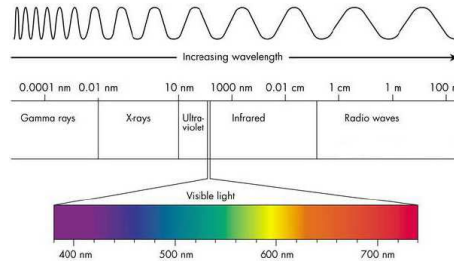 Increasing wavelength
0.0001 nm 0.01 nm 10 nm 1000 nm 0.01 cm 1 cm 1 m 100 m
Gamma rays X-rays Ultra- Infrared Radio waves
violet
Visible light
400 nm 500 nm 600 nm 700 nm